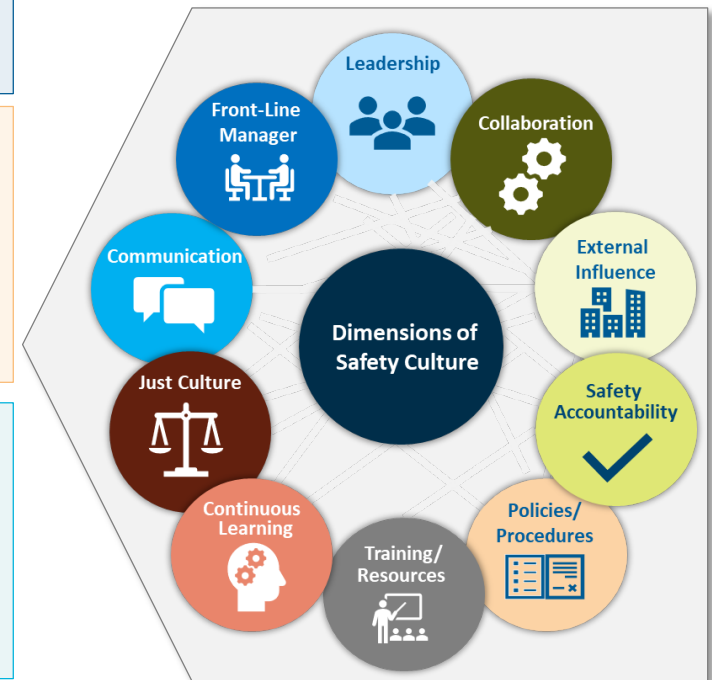 Leadership
Collaboration
External
Influence
Safety
Accountability
Policies/
Procedures
Training/
Resources
Continuous
Learning
Just Culture
Communication
Front-Line
Manager
Dimensions of
Safety Culture